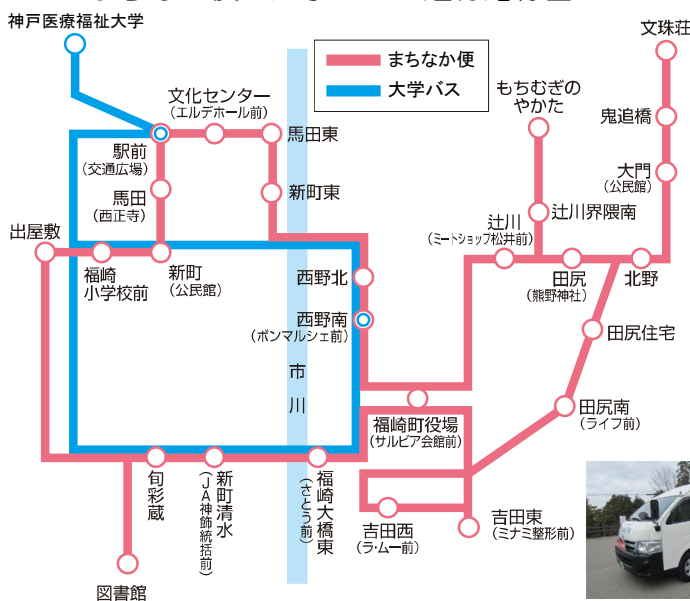 神戸医療福祉大学
まちなか便
大学バス
文珠荘
文化センター
(エルデホール前)
もちむぎの
やかた
鬼追橋
馬田東
駅前
(交通広場)
大門
(公民館)
馬田
(西正寺)
新町東
辻川界隈南
出屋敷
辻川
(ミートショップ松井前)
福崎
小学校前
新町
(公民館)
西野北
田尻
(熊野神社)
北野
西野南
(ボンマルシェ前)
田尻住宅
市川
福崎町役場
(サルビア会館前)
田尻南
(ライフ前)
旬彩蔵
新町清水
(JA神飾統括前)
福崎大橋東
(さとう前)
吉田西
(ラ・ムー前)
吉田東
(ミナミ整形前)
図書館